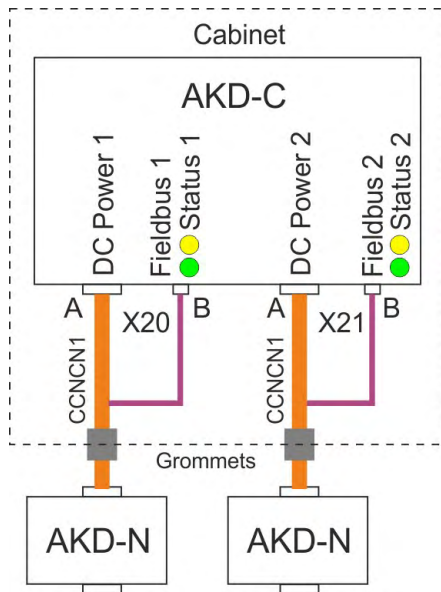 Cabinet
AKD-C
DC Power 1
Fieldbus 1
Status 1
DC Power 2
Fieldbus 2
Status 2
A
X20
B
A
X21
B
CCNCN1
CCNCN1
Grommets
AKD-N
AKD-N